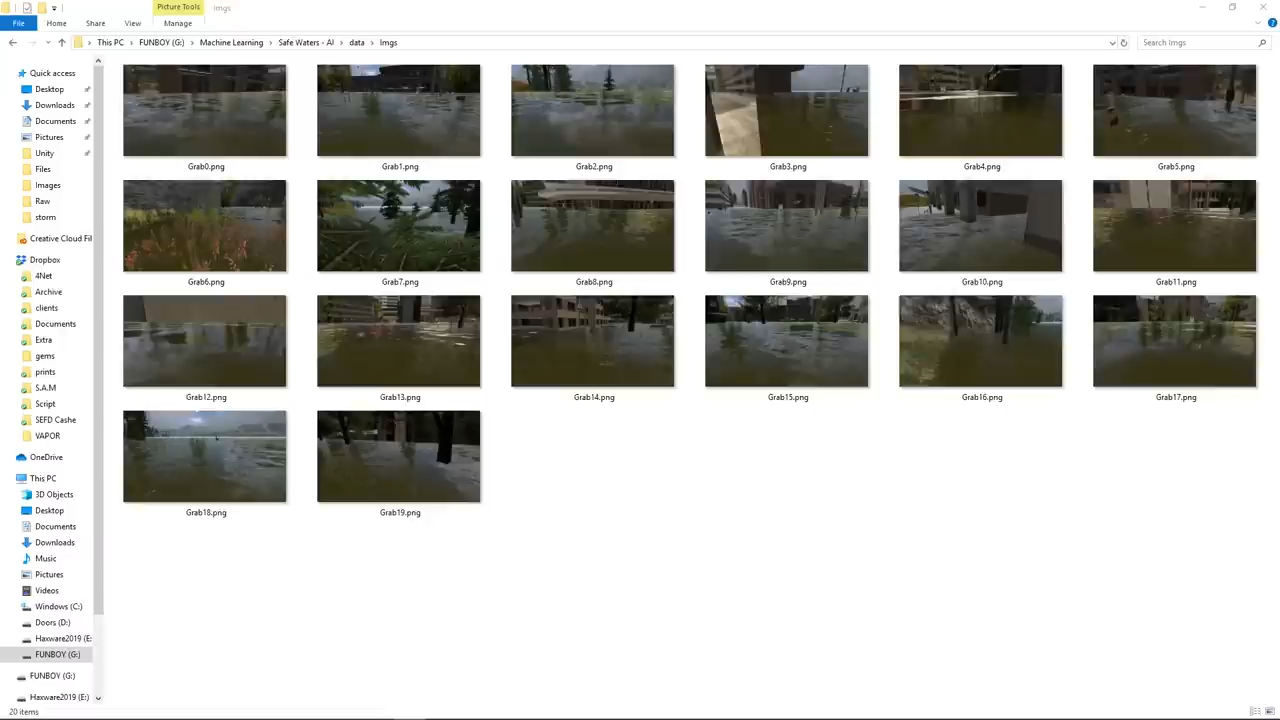 Picture Tools
Imgs
File
Home
Share
View
Manage
This PC
FUNBOY (G:)
Machine Learning
Safe Waters - AI
data
Imgs
Search Imgs
Quick access
Desktop
Downloads
Documents
Pictures
Unity
Files
Images
Raw
storm
Creative Cloud Fil
Dropbox
4Net
Archive
clients
Documents
Extra
gems
prints
S.A.M
Script
SEFD Cashe
VAPOR
OneDrive
This PC
3D Objects
Desktop
Documents
Downloads
Music
Pictures
Videos
Windows (C:)
Doors (D:)
Haxware2019 (E:
FUNBOY (G:)
FUNBOY (G:)
Haxware2019 (E:)
Grab0.png
Grab1.png
Grab2.png
Grab3.png
Grab4.png
Grab5.png
Grab6.png
Grab7.png
Grab8.png
Grab9.png
Grab10.png
Grab11.png
Grab12.png
Grab13.png
Grab14.png
Grab15.png
Grab16.png
Grab17.png
Grab18.png
Grab19.png
20 items